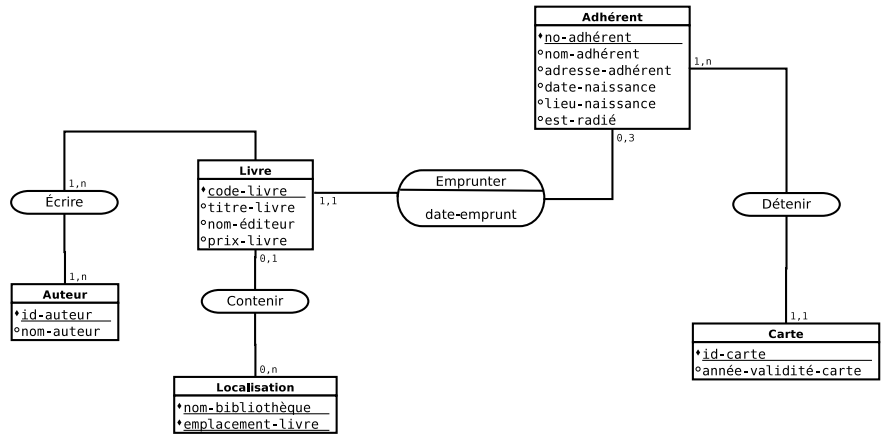 Adhérent
no-adhérent
nom-adhérent
adresse-adhérent
date-naissance
lieu-naissance
est-radié
1,n
0,3
Livre
code-livre
titre-livre
nom-éditeur
prix-livre
1,1
0,1
Emprunter
date-emprunt
1,n
Écrire
1,n
Détenir
Auteur
id-auteur
nom-auteur
Contenir
0,n
1,1
Carte
id-carte
année-validité-carte
Localisation
nom-bibliothèque
emplacement-livre